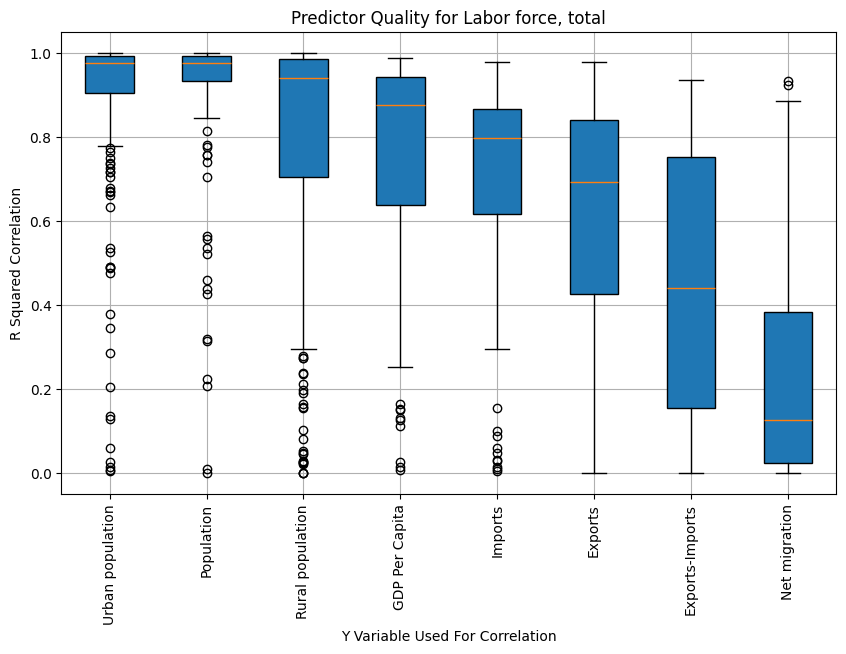 Predictor Quality for Labor force, total
R Squared Correlation
1.0
0.8
0.6
0.4
0.2
0.0
Urban population
Population
Rural population
GDP Per Capita
Imports
Exports
Exports-Imports
Net migration
Y Variable Used For Correlation